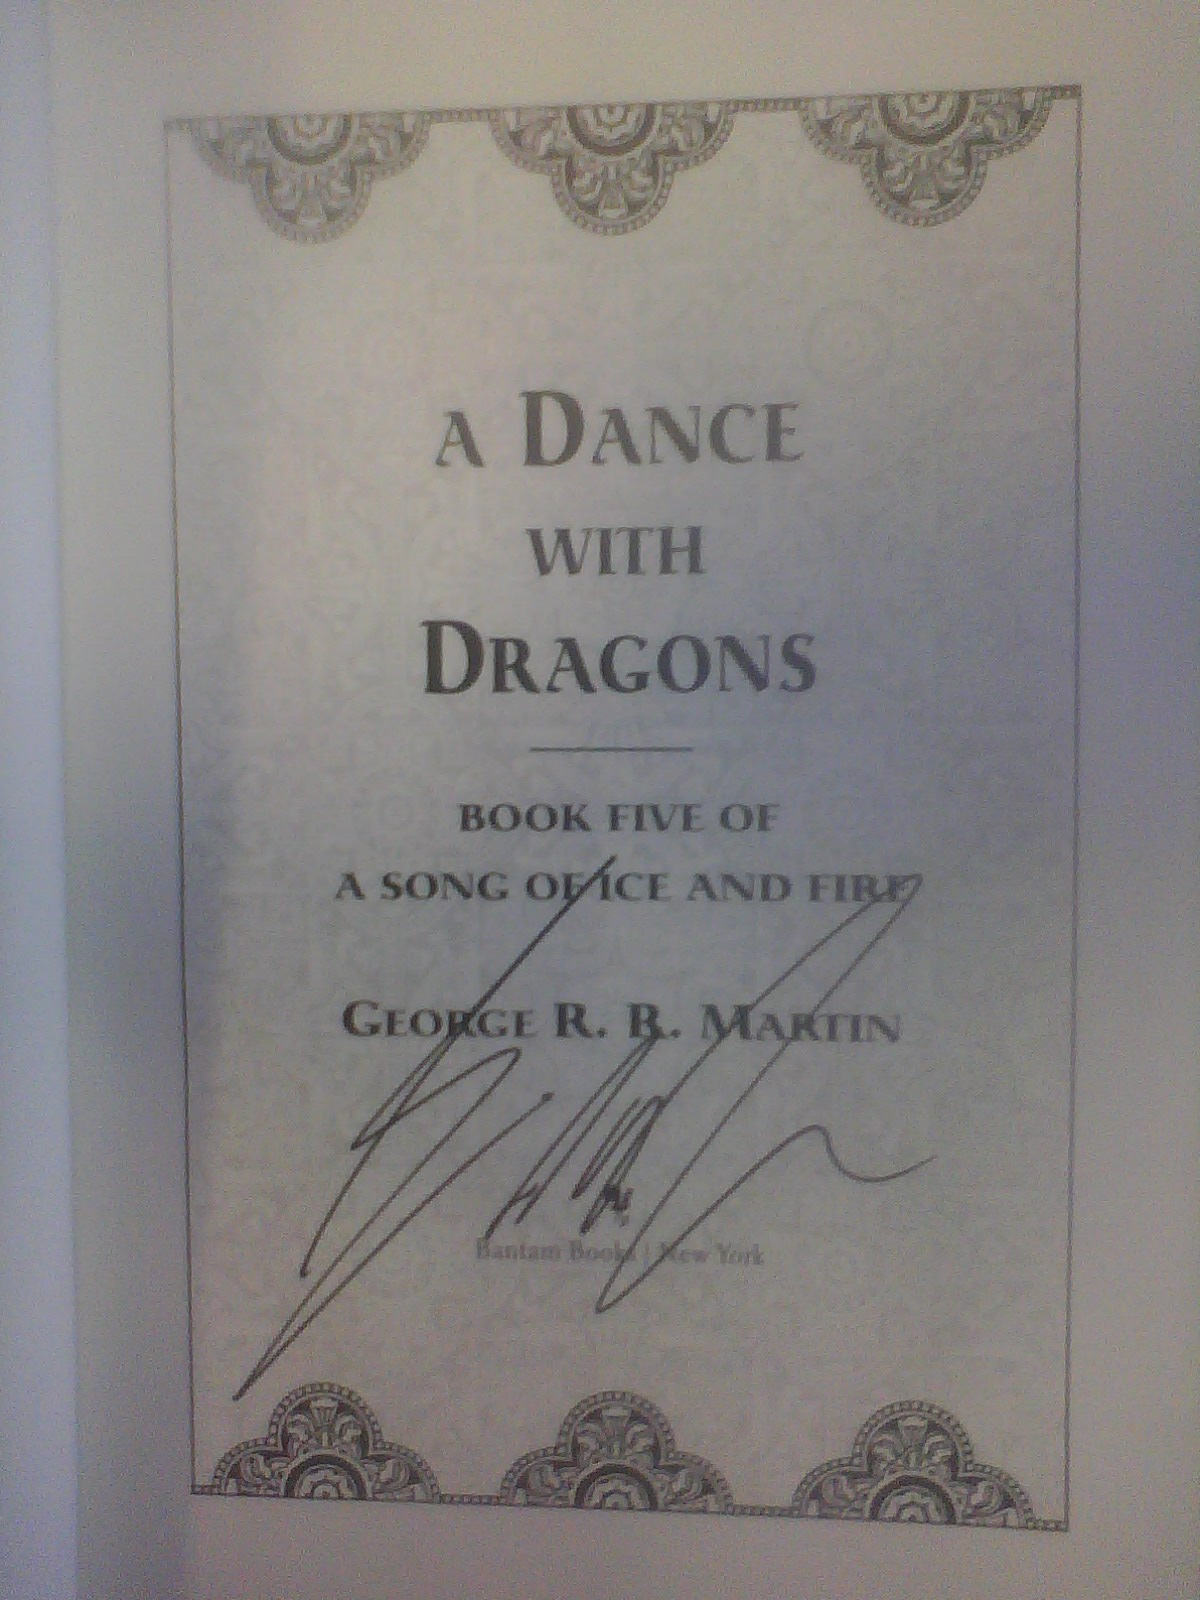 A DANCE
WITH
DRAGONS
BOOK FIVE OF
A SONG OF ICE AND FIRE
GEORGE R. R. MARTIN
Bantam Books | New York